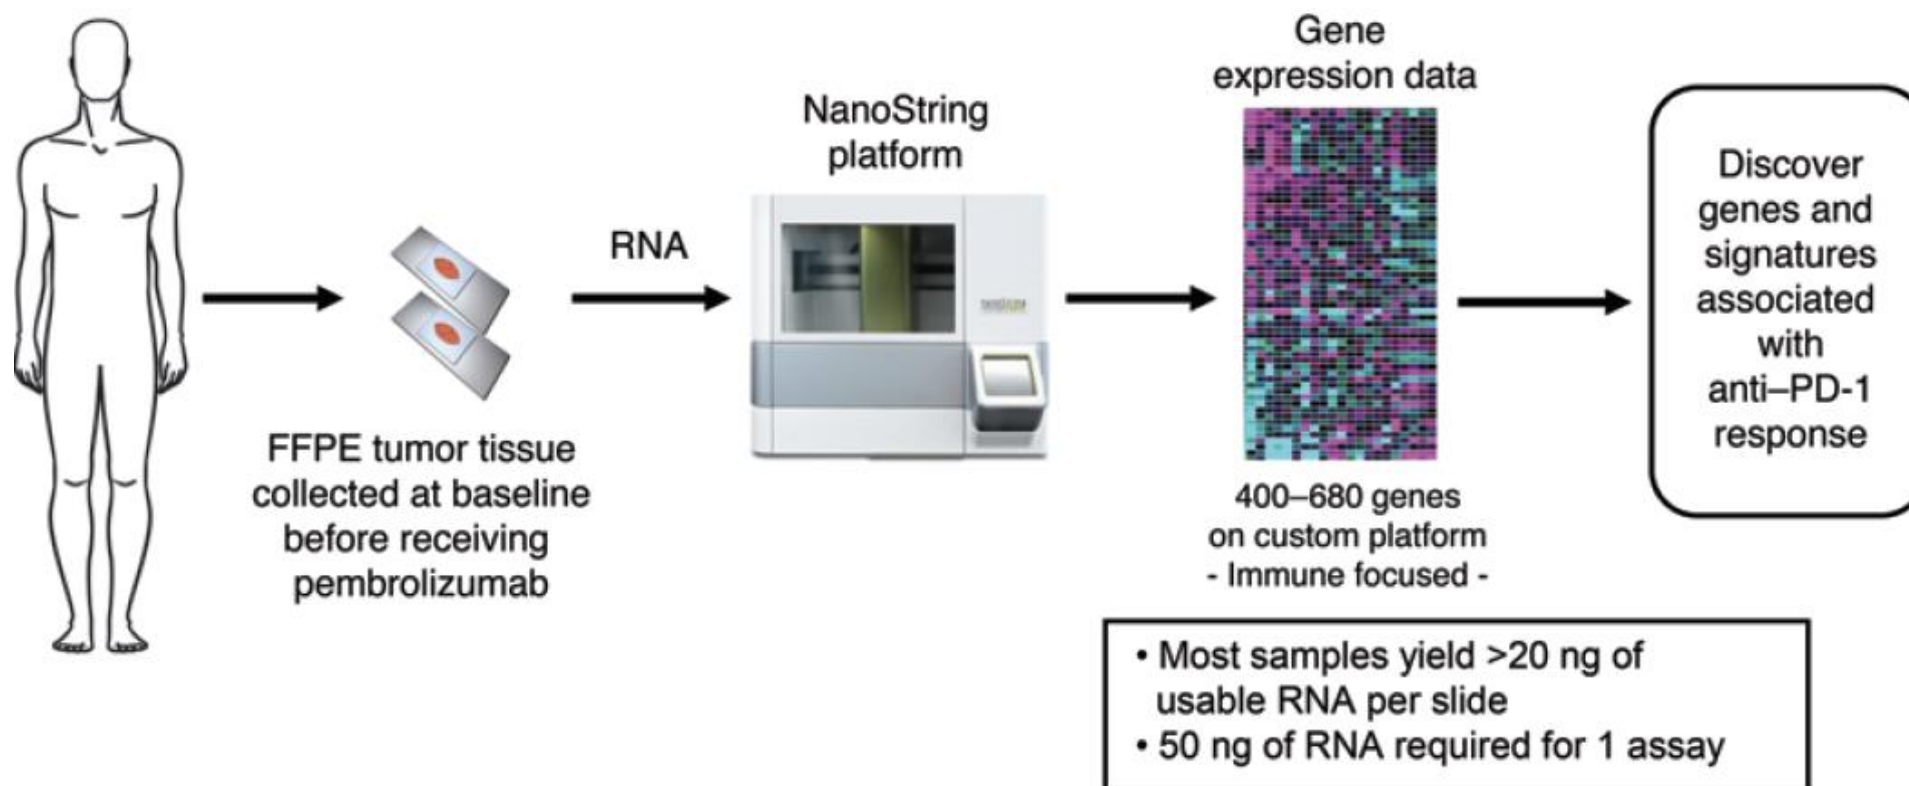 FFPE tumor tissue
collected at baseline
before receiving
pembrolizumab
RNA
NanoString
platform
Gene
expression data
400–680 genes
on custom platform
- Immune focused -
Discover
genes and
signatures
associated
with
anti–PD-1
response
• Most samples yield >20 ng of
usable RNA per slide
• 50 ng of RNA required for 1 assay